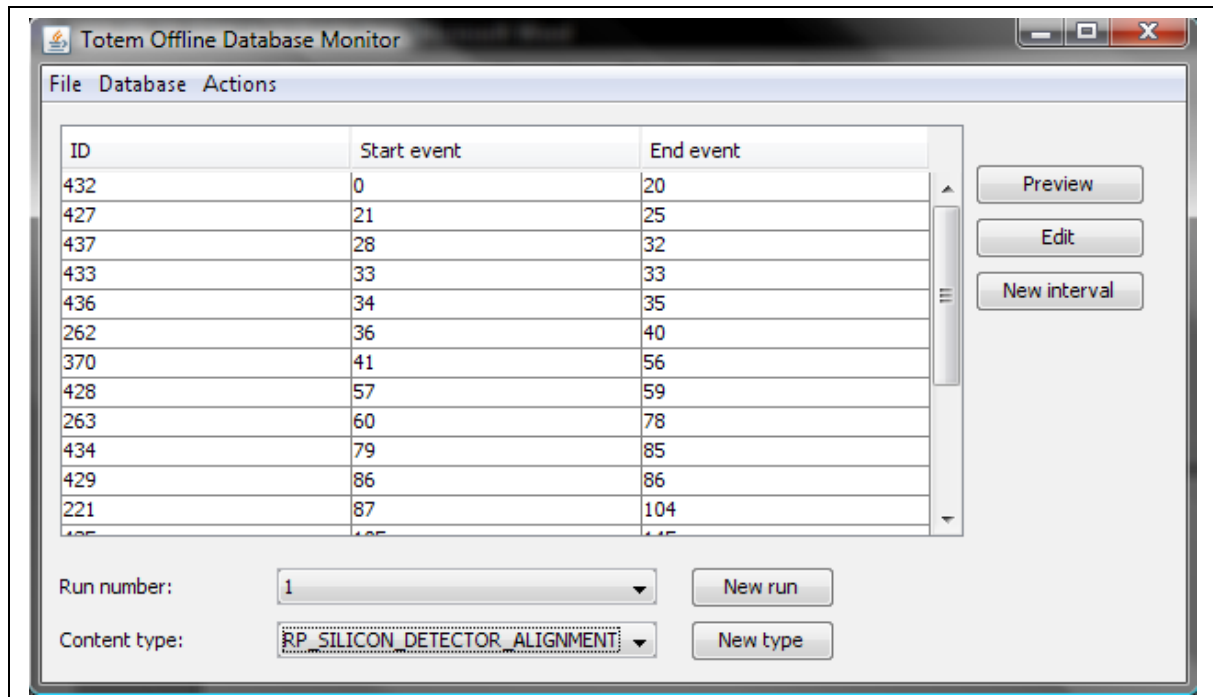 Totem Offline Database Monitor
File Database Actions
ID Start event End event
432 0 20
427 21 25
437 28 32
433 33 33
436 34 35
262 36 40
370 41 56
428 57 59
263 60 78
434 79 85
429 86 86
221 87 104
Preview
Edit
New interval
Run number: 1 New run
Content type: RP_SILICON_DETECTOR_ALIGNMENT New type